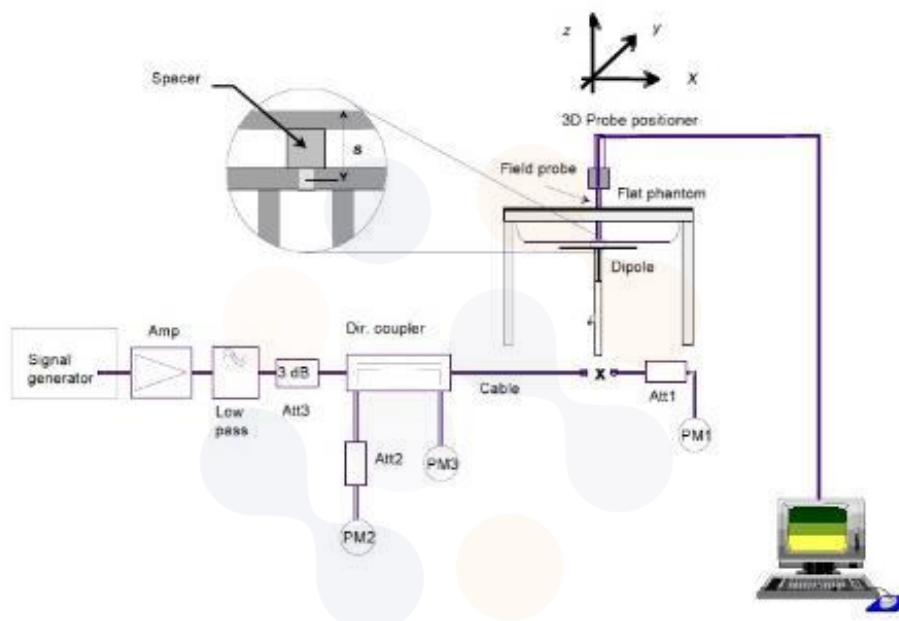 z
y
x
Spacer
s
3D Probe positioner
Field probe
Flat phantom
Dipole
Signal
generator
Amp
Low
pass
3 dB
Att3
Dir. coupler
Cable
x
Att1
PM1
Att2
PM3
PM2